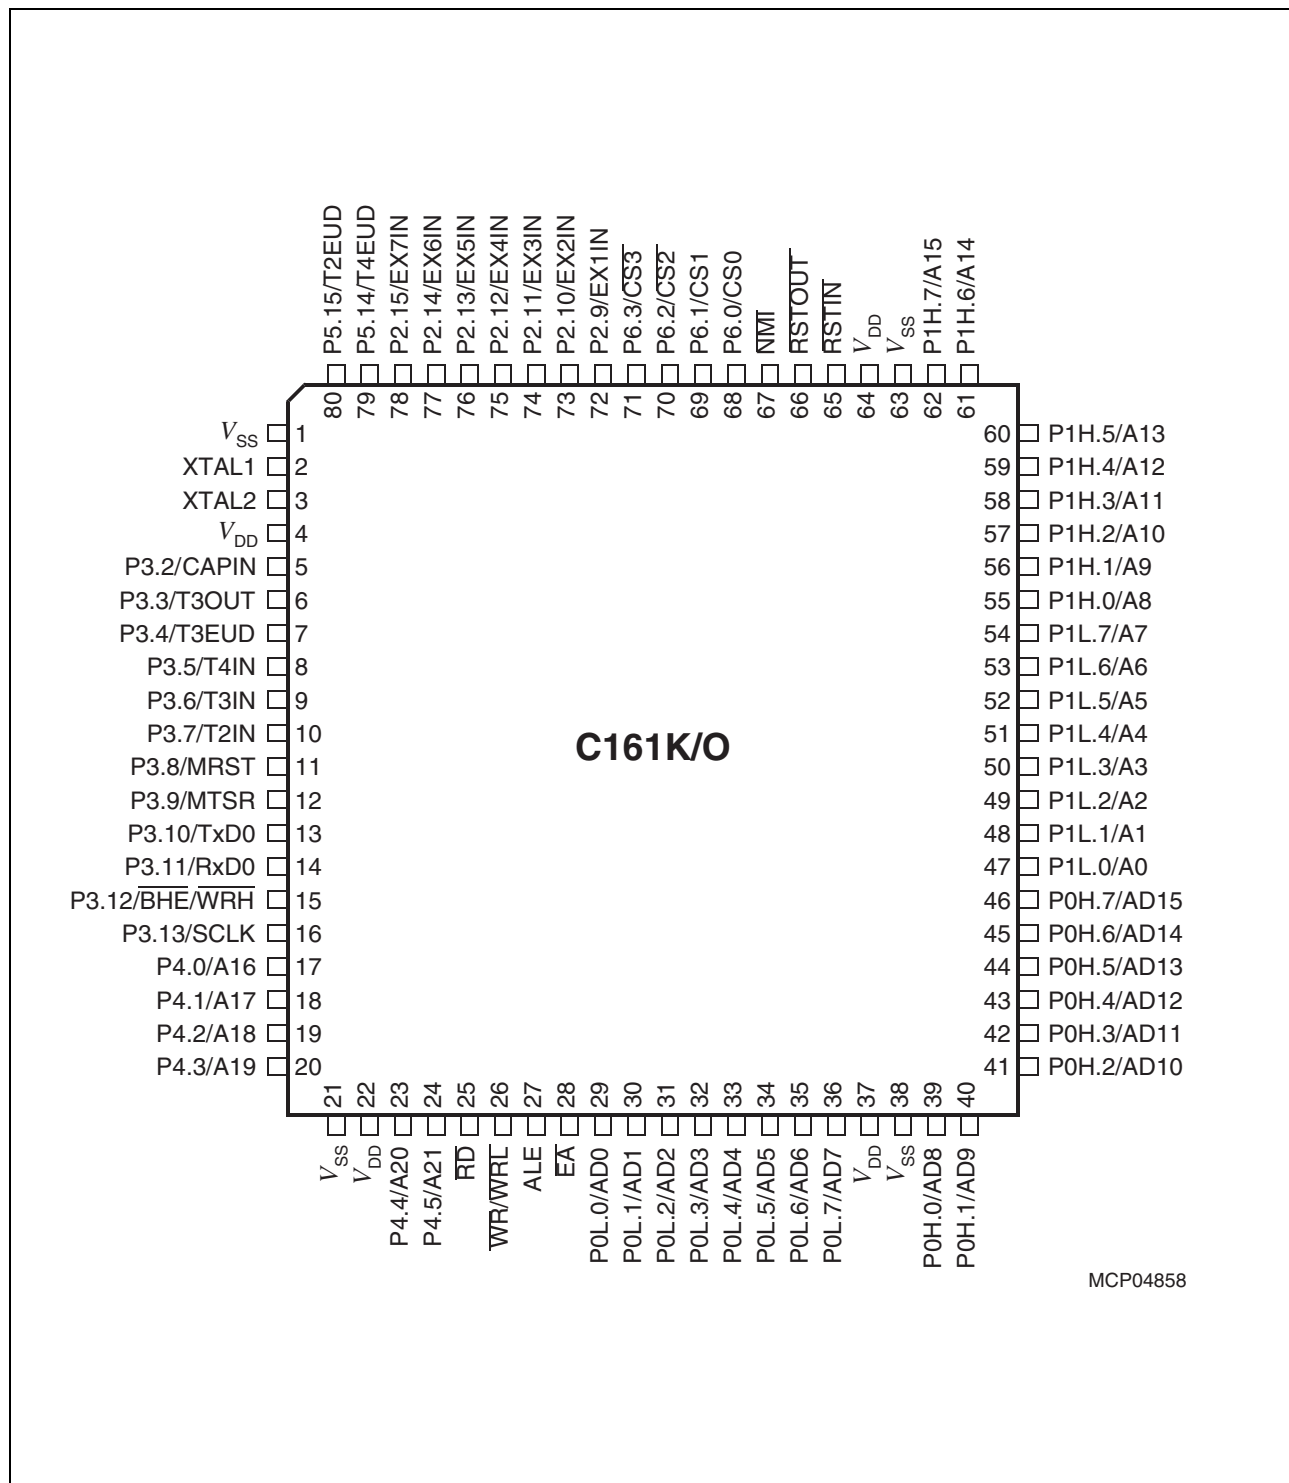 P5.15/T2EUD
P5.14/T4EUD
P2.15/EX7IN
P2.14/EX6IN
P2.13/EX5IN
P2.12/EX4IN
P2.11/EX3IN
P2.10/EX2IN
P2.9/EX1IN
P6.3/CS3
P6.2/CS2
P6.1/CS1
P6.0/CS0
NMI
RSTOUT
RSTIN
VDD
VSS
P1H.7/A15
P1H.6/A14
80
79
78
77
76
75
74
73
72
71
70
69
68
67
66
65
64
63
62
61
VSS 1
XTAL1 2
XTAL2 3
VDD 4
P3.2/CAPIN 5
P3.3/T3OUT 6
P3.4/T3EUD 7
P3.5/T4IN 8
P3.6/T3IN 9
P3.7/T2IN 10
P3.8/MRST 11
P3.9/MTSR 12
P3.10/TxD0 13
P3.11/RxD0 14
P3.12/BHE/WRH 15
P3.13/SCLK 16
P4.0/A16 17
P4.1/A17 18
P4.2/A18 19
P4.3/A19 20
C161K/O
60 P1H.5/A13
59 P1H.4/A12
58 P1H.3/A11
57 P1H.2/A10
56 P1H.1/A9
55 P1H.0/A8
54 P1L.7/A7
53 P1L.6/A6
52 P1L.5/A5
51 P1L.4/A4
50 P1L.3/A3
49 P1L.2/A2
48 P1L.1/A1
47 P1L.0/A0
46 P0H.7/AD15
45 P0H.6/AD14
44 P0H.5/AD13
43 P0H.4/AD12
42 P0H.3/AD11
41 P0H.2/AD10
21
22
23
24
25
26
27
28
29
30
31
32
33
34
35
36
37
38
39
40
VSS
VDD
P4.4/A20
P4.5/A21
RD
WR/WRL
ALE
EA
P0L.0/AD0
P0L.1/AD1
P0L.2/AD2
P0L.3/AD3
P0L.4/AD4
P0L.5/AD5
P0L.6/AD6
P0L.7/AD7
VDD
VSS
P0H.0/AD8
P0H.1/AD9
MCP04858